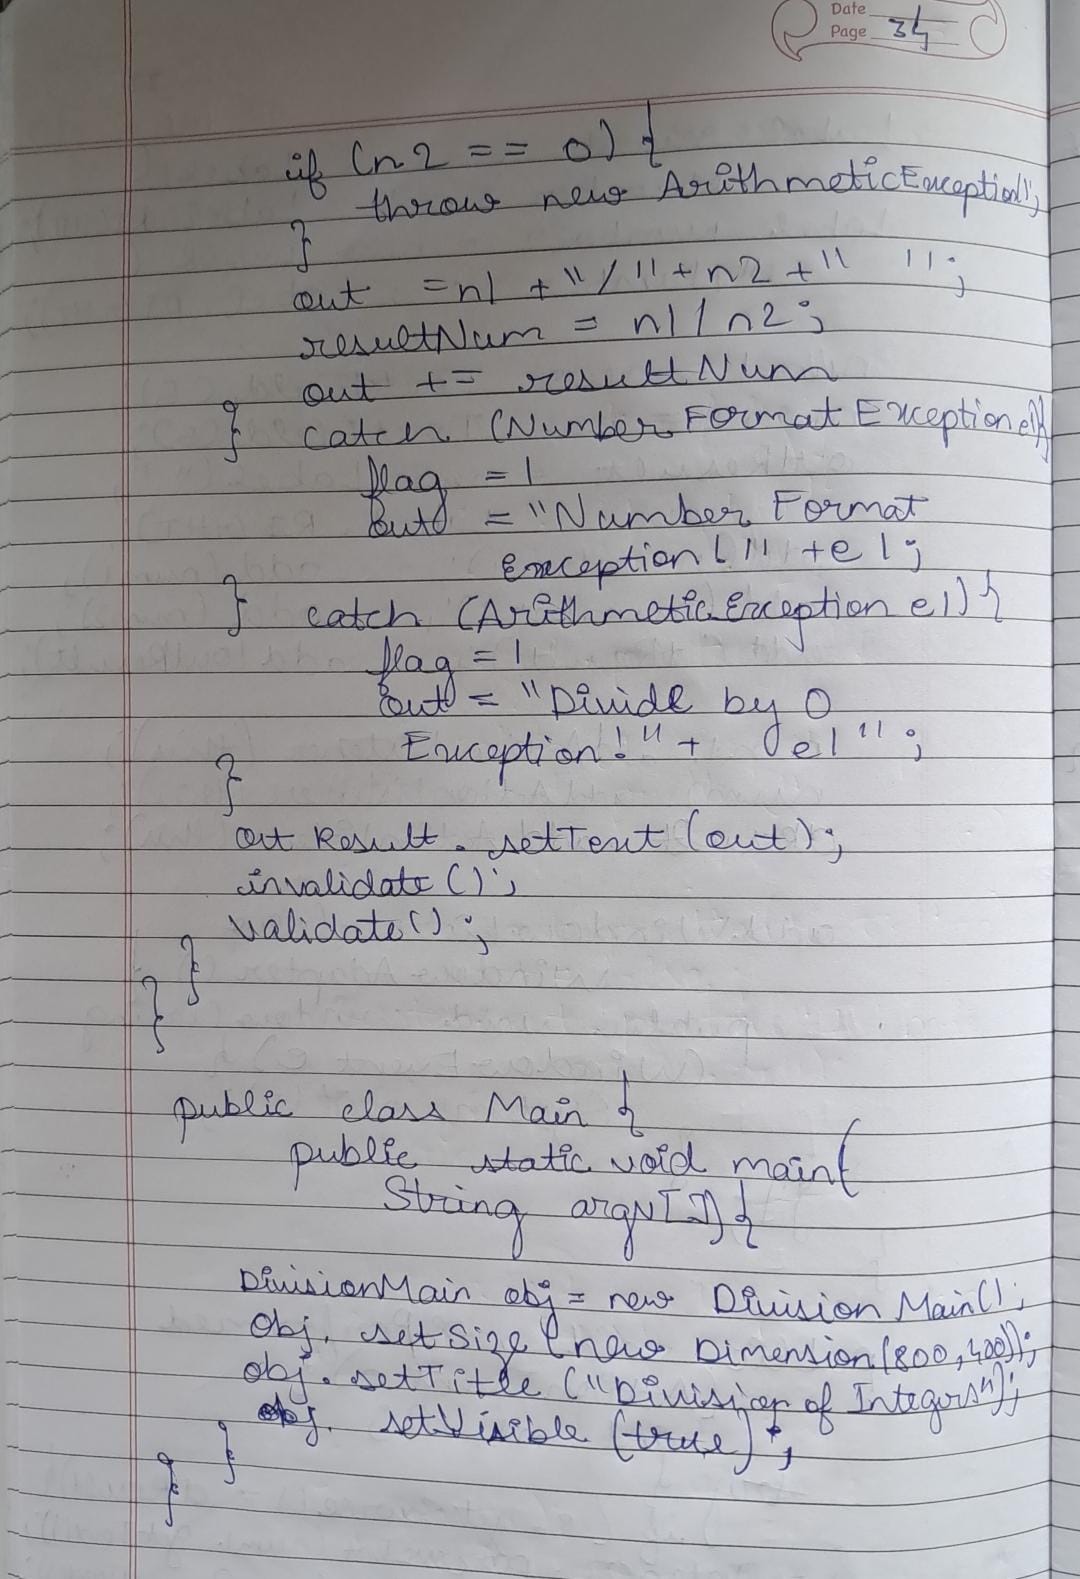 Date
Page 34
if (n2 == 0) {
throw new ArithmeticException();
}
out = n1 + "/" + n2 + " ";
resultNum = n1 / n2;
out += resultNum
} catch (NumberFormatException e1){
flag = 1
out = "Number Format
Exception! " + e1;
} catch (ArithmeticException e1) {
flag = 1
out = "Divide by 0
Exception!" + e1";
}
outResult.setText(out);
invalidate();
validate();
}
}
public class Main {
public static void main(
String argv[]) {
DivisionMain obj = new DivisionMain();
obj.setSize(new Dimension(800,400));
obj.setTitle("Division of Integers");
obj.setVisible(true);
}
}